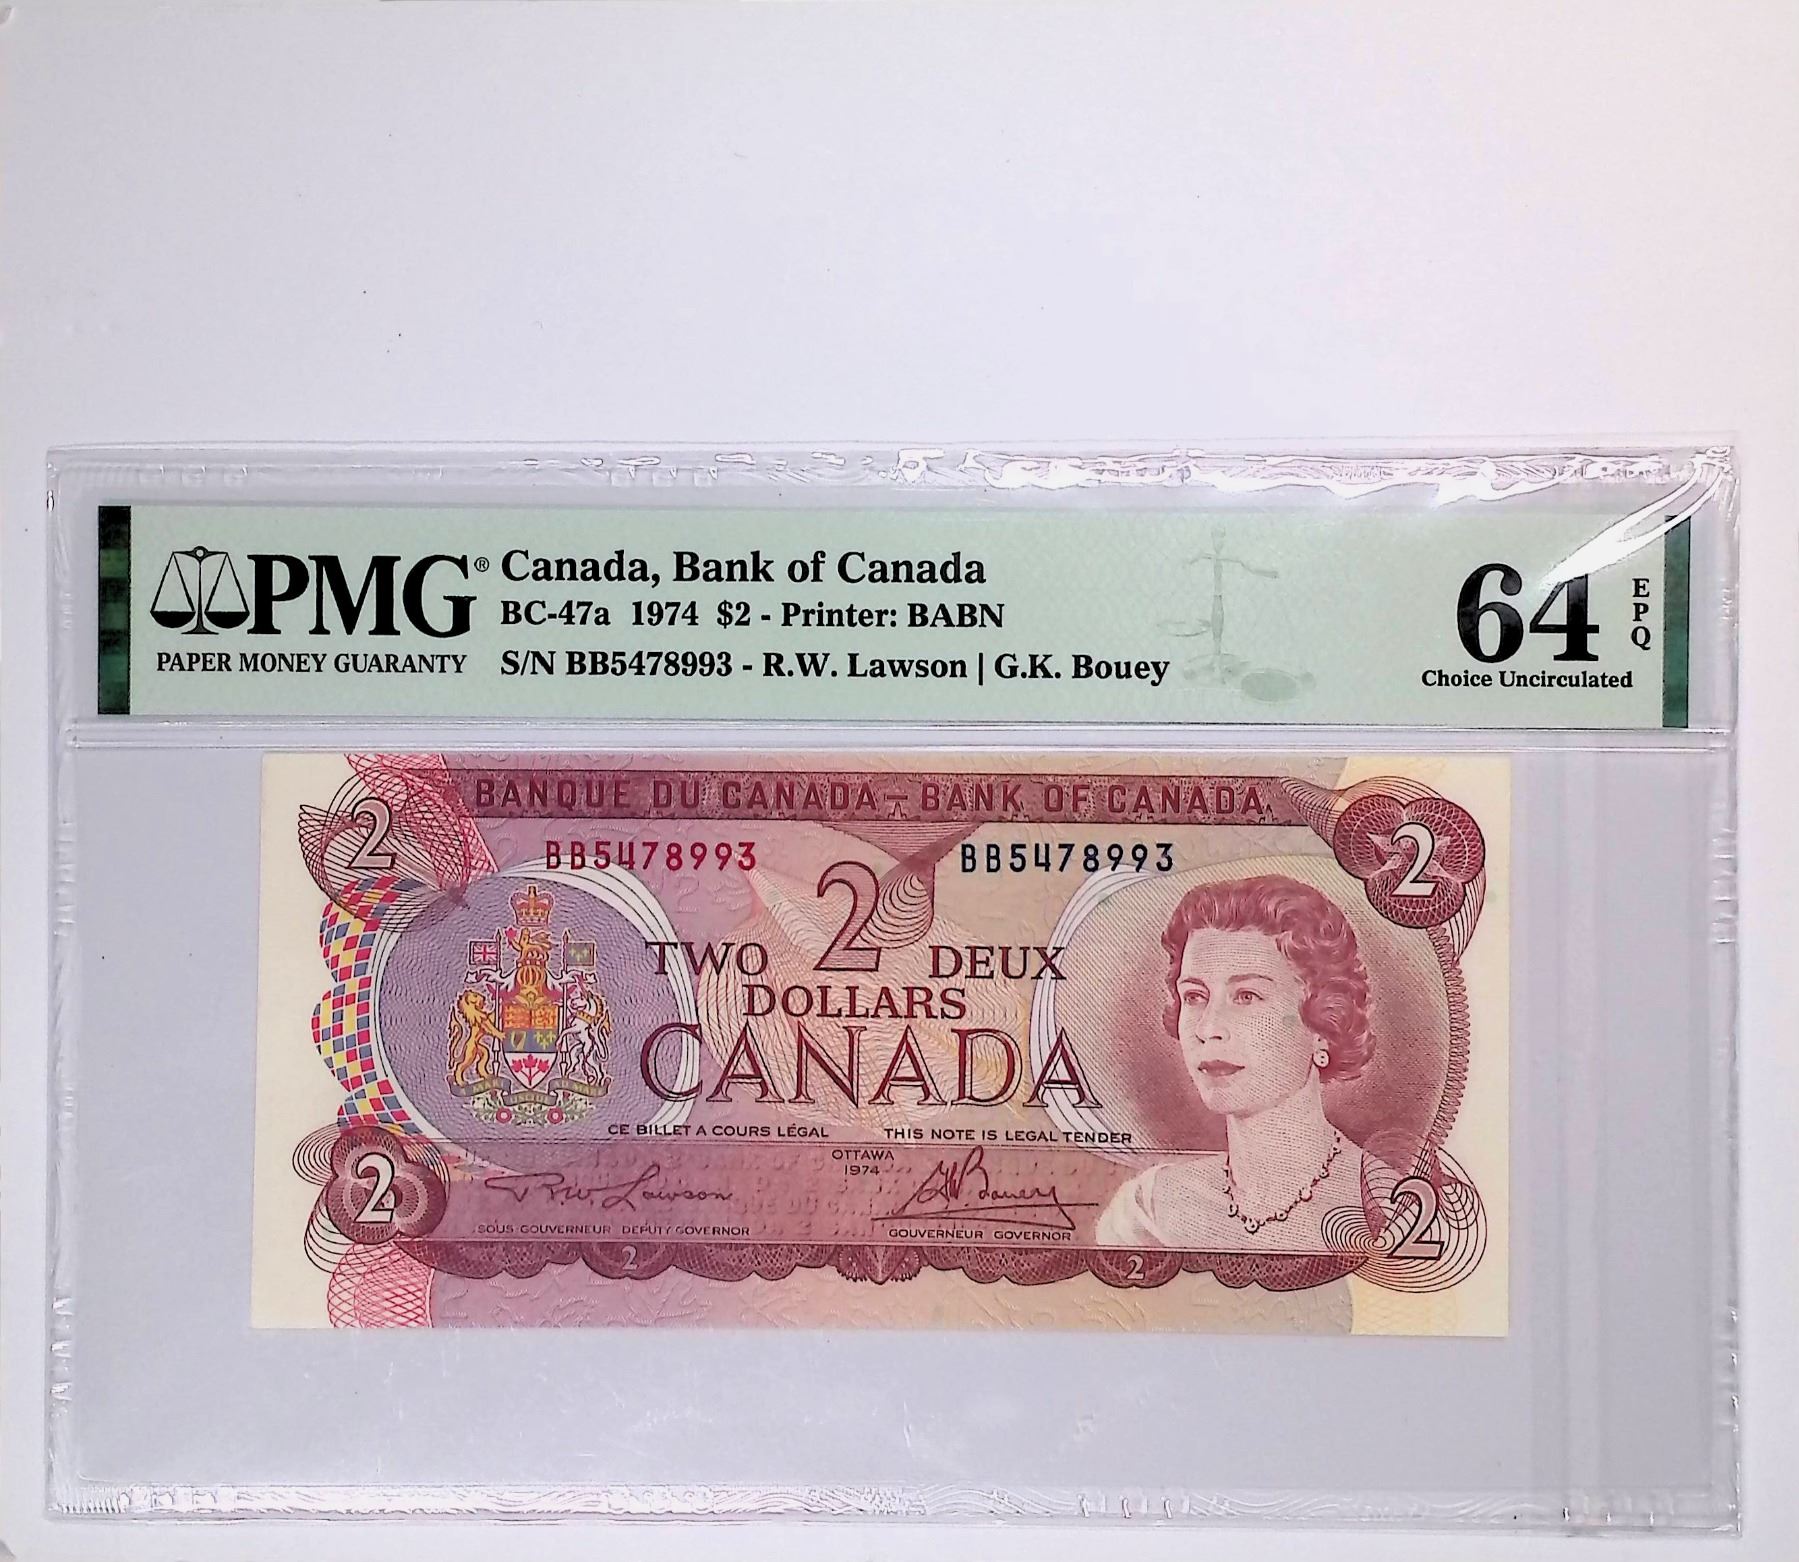 PMG®
PAPER MONEY GUARANTY
Canada, Bank of Canada
BC-47a 1974 $2 - Printer: BABN
S/N BB5478993 - R.W. Lawson | G.K. Bouey
64
EPQ
Choice Uncirculated
BANQUE DU CANADA – BANK OF CANADA
2
2
BB5478993
BB5478993
2
TWO DEUX
DOLLARS
CANADA
CE BILLET A COURS LÉGAL
THIS NOTE IS LEGAL TENDER
OTTAWA
1974
2
2
R.W. Lawson
G.K. Bouey
SOUS-GOUVERNEUR DEPUTY GOVERNOR
GOUVERNEUR GOVERNOR
2
2